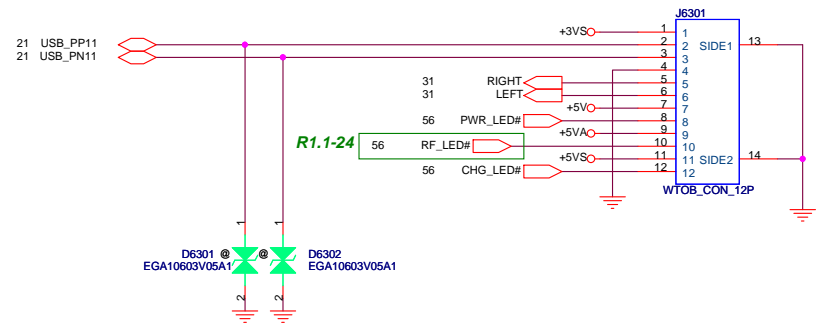 J6301
+3VS 1 1
21 USB_PP11 2 2 SIDE1 13
21 USB_PN11 3 3
4 4
31 RIGHT 5 5
31 LEFT 6 6
+5V 7 7
56 PWR_LED# 8 8
+5VA 9 9
R1.1-24 56 RF_LED# 10 10
+5VS 11 11 SIDE2 14
56 CHG_LED# 12 12
WTOB_CON_12P
1 1
D6301 @ @ D6302
EGA10603V05A1 EGA10603V05A1
2 2